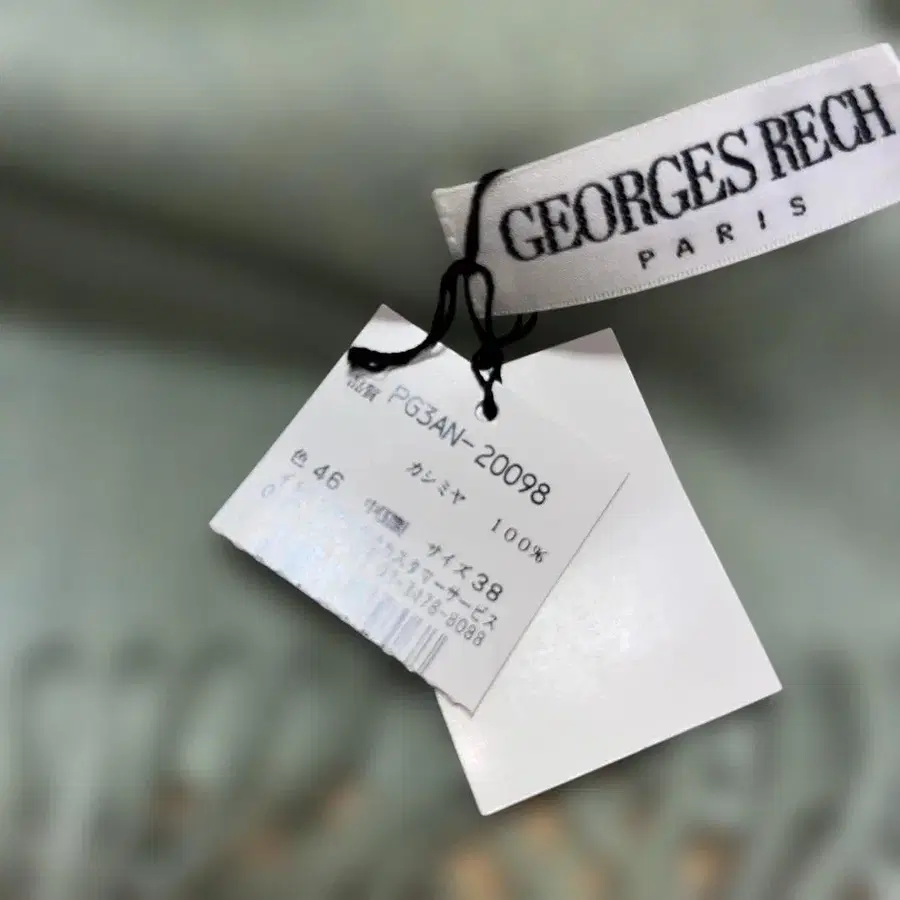 GEORGES RECH
PARIS
品質 PG3AN-20098
カシミヤ 100%
色 46 サイズ 38
カスタマーサービス